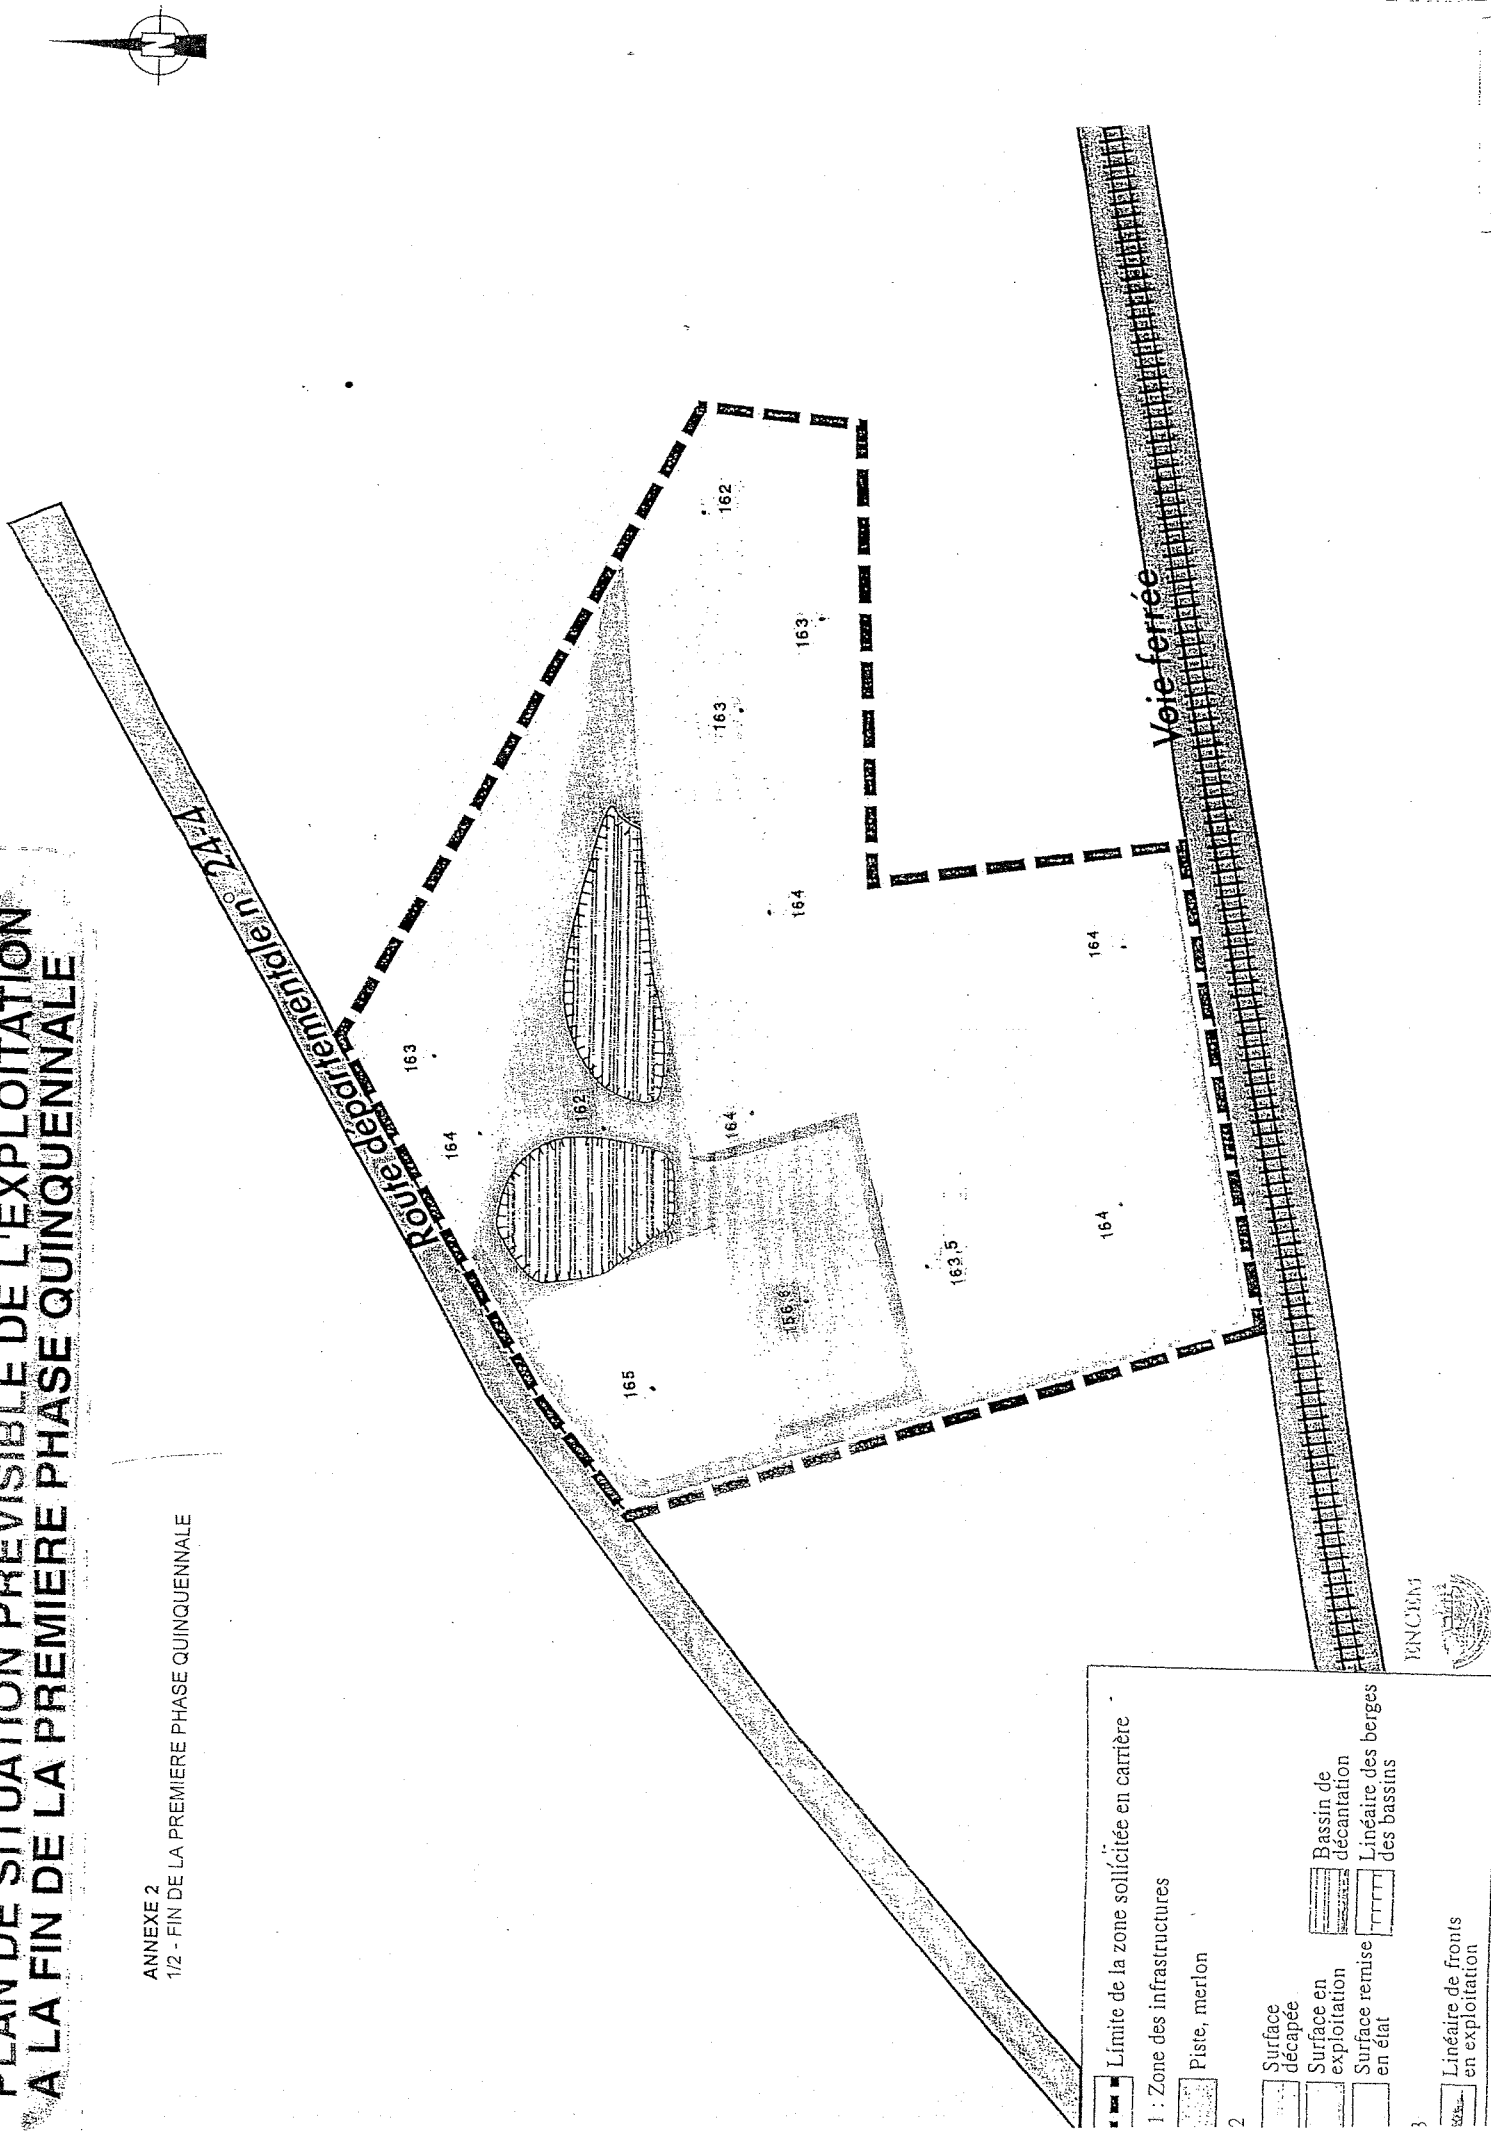 PLAN DE SITUATION PREVISIBLE DE L'EXPLOITATION
A LA FIN DE LA PREMIERE PHASE QUINQUENNALE
ANNEXE 2
1/2 - FIN DE LA PREMIERE PHASE QUINQUENNALE
N
Route départementale n° 24-4
Voie ferrée
162
163
163
164
164
163
164
162
164
165
163,5
164
ENCEM
Limite de la zone sollicitée en carrière
1 : Zone des infrastructures
Piste, merlon
2
Surface
décapée
Surface en
exploitation
Surface remise
en état
Bassin de
décantation
Linéaire des berges
des bassins
3
Linéaire de fronts
en exploitation